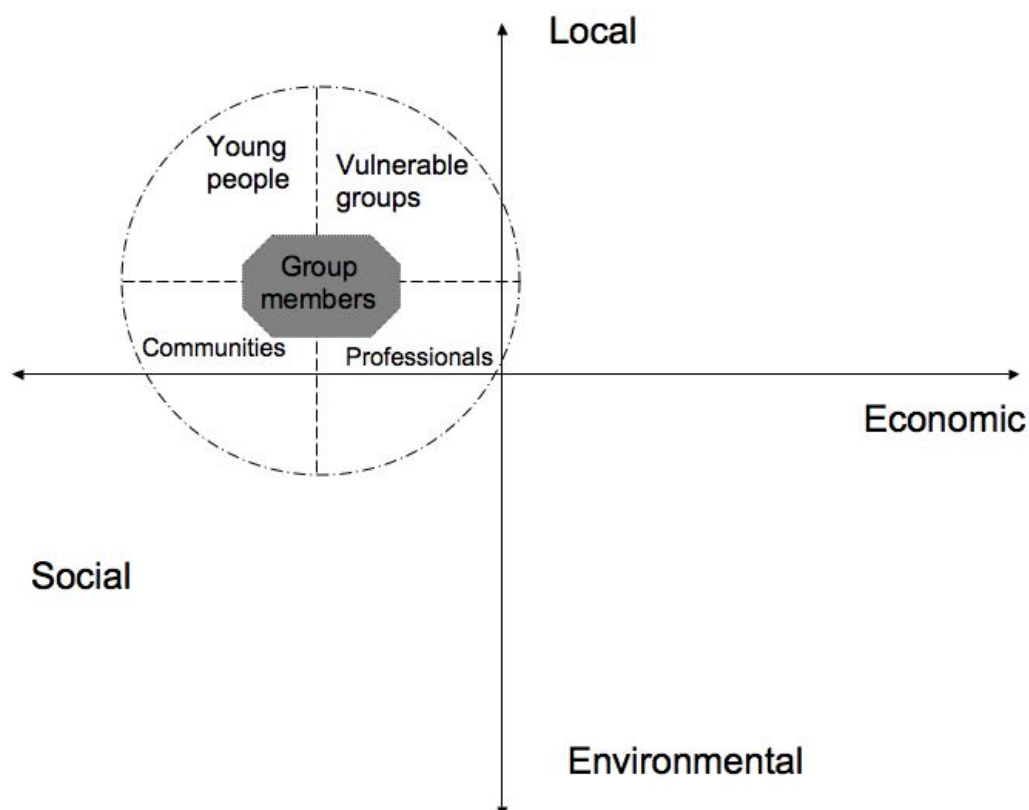 Local
Young
people
Vulnerable
groups
Group
members
Communities
Professionals
Economic
Social
Environmental